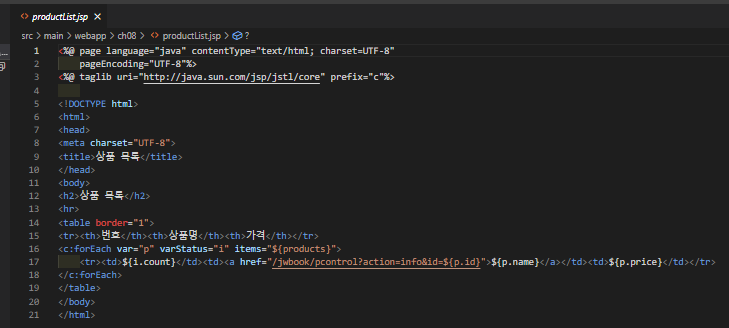 productList.jsp
src > main > webapp > ch08 > productList.jsp > ?
1 <%@ page language="java" contentType="text/html; charset=UTF-8"
2 pageEncoding="UTF-8"%>
3 <%@ taglib uri="http://java.sun.com/jsp/jstl/core" prefix="c"%>
4
5 <!DOCTYPE html>
6 <html>
7 <head>
8 <meta charset="UTF-8">
9 <title>상품 목록</title>
10 </head>
11 <body>
12 <h2>상품 목록</h2>
13 <hr>
14 <table border="1">
15 <tr><th>번호</th><th>상품명</th><th>가격</th></tr>
16 <c:forEach var="p" varStatus="i" items="${products}">
17 <tr><td>${i.count}</td><td><a href="/jwbook/pcontrol?action=info&id=${p.id}">${p.name}</a></td><td>${p.price}</td></tr>
18 </c:forEach>
19 </table>
20 </body>
21 </html>